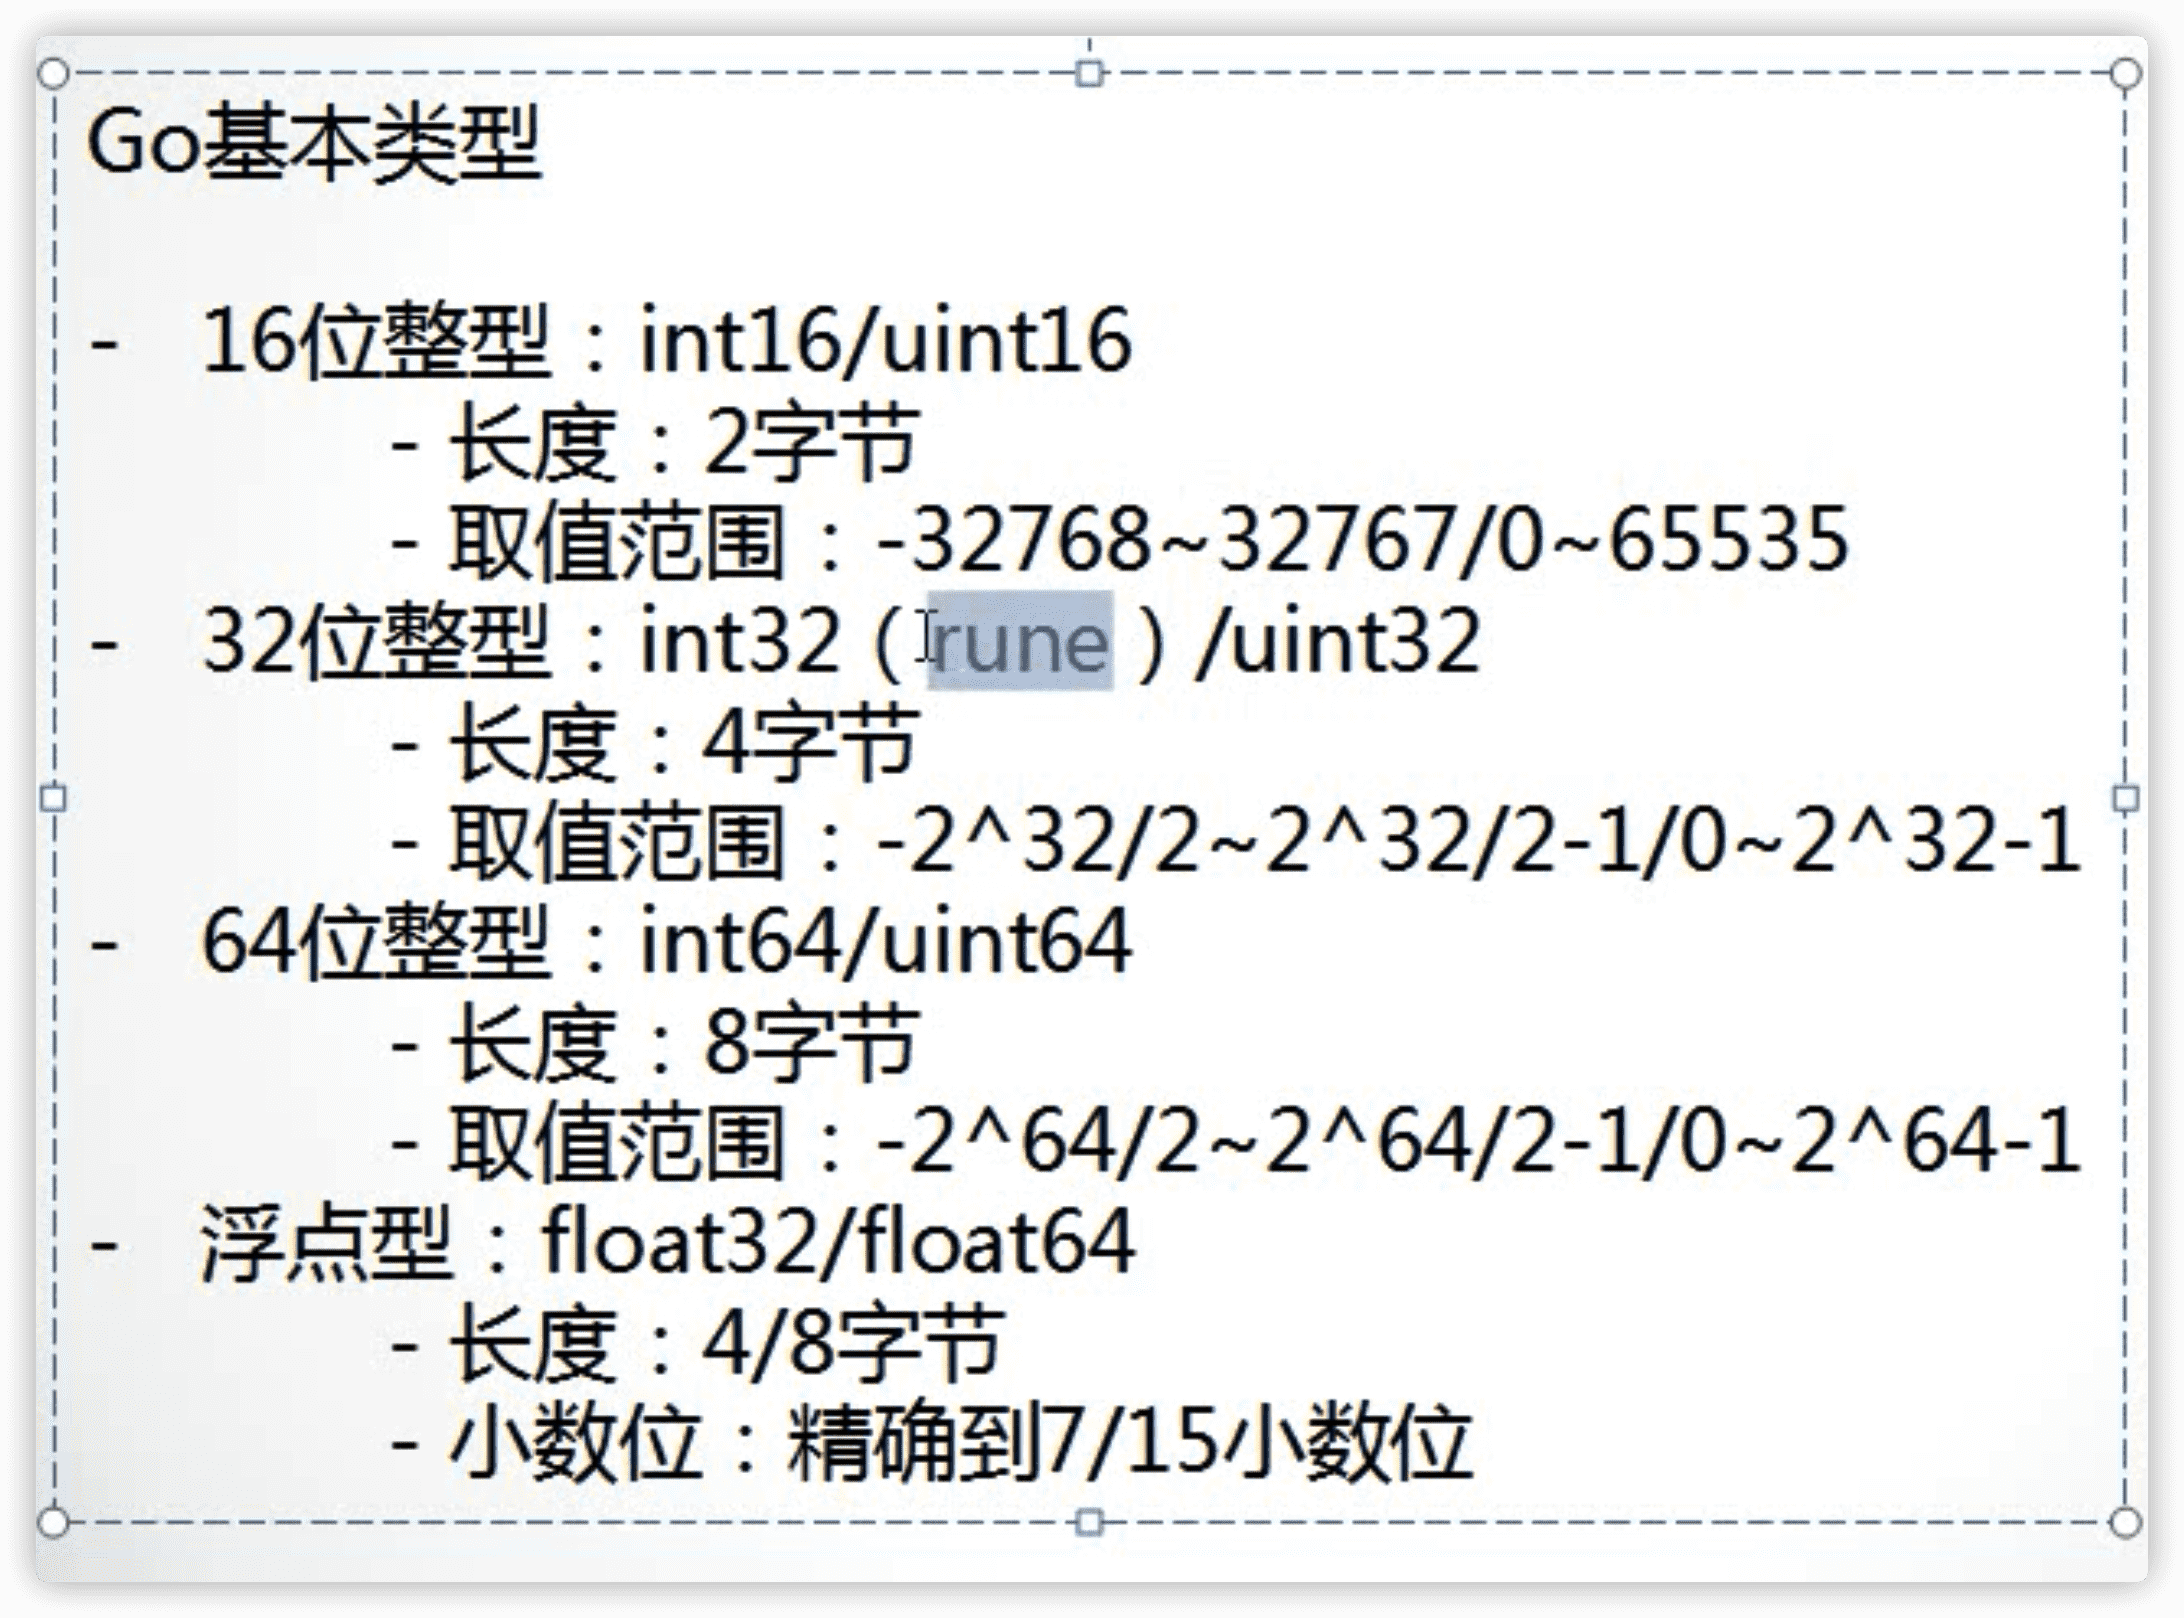 Go基本类型
- 16位整型：int16/uint16
- 长度：2字节
- 取值范围：-32768~32767/0~65535
- 32位整型：int32（rune）/uint32
- 长度：4字节
- 取值范围：-2^32/2~2^32/2-1/0~2^32-1
- 64位整型：int64/uint64
- 长度：8字节
- 取值范围：-2^64/2~2^64/2-1/0~2^64-1
- 浮点型：float32/float64
- 长度：4/8字节
- 小数位：精确到7/15小数位